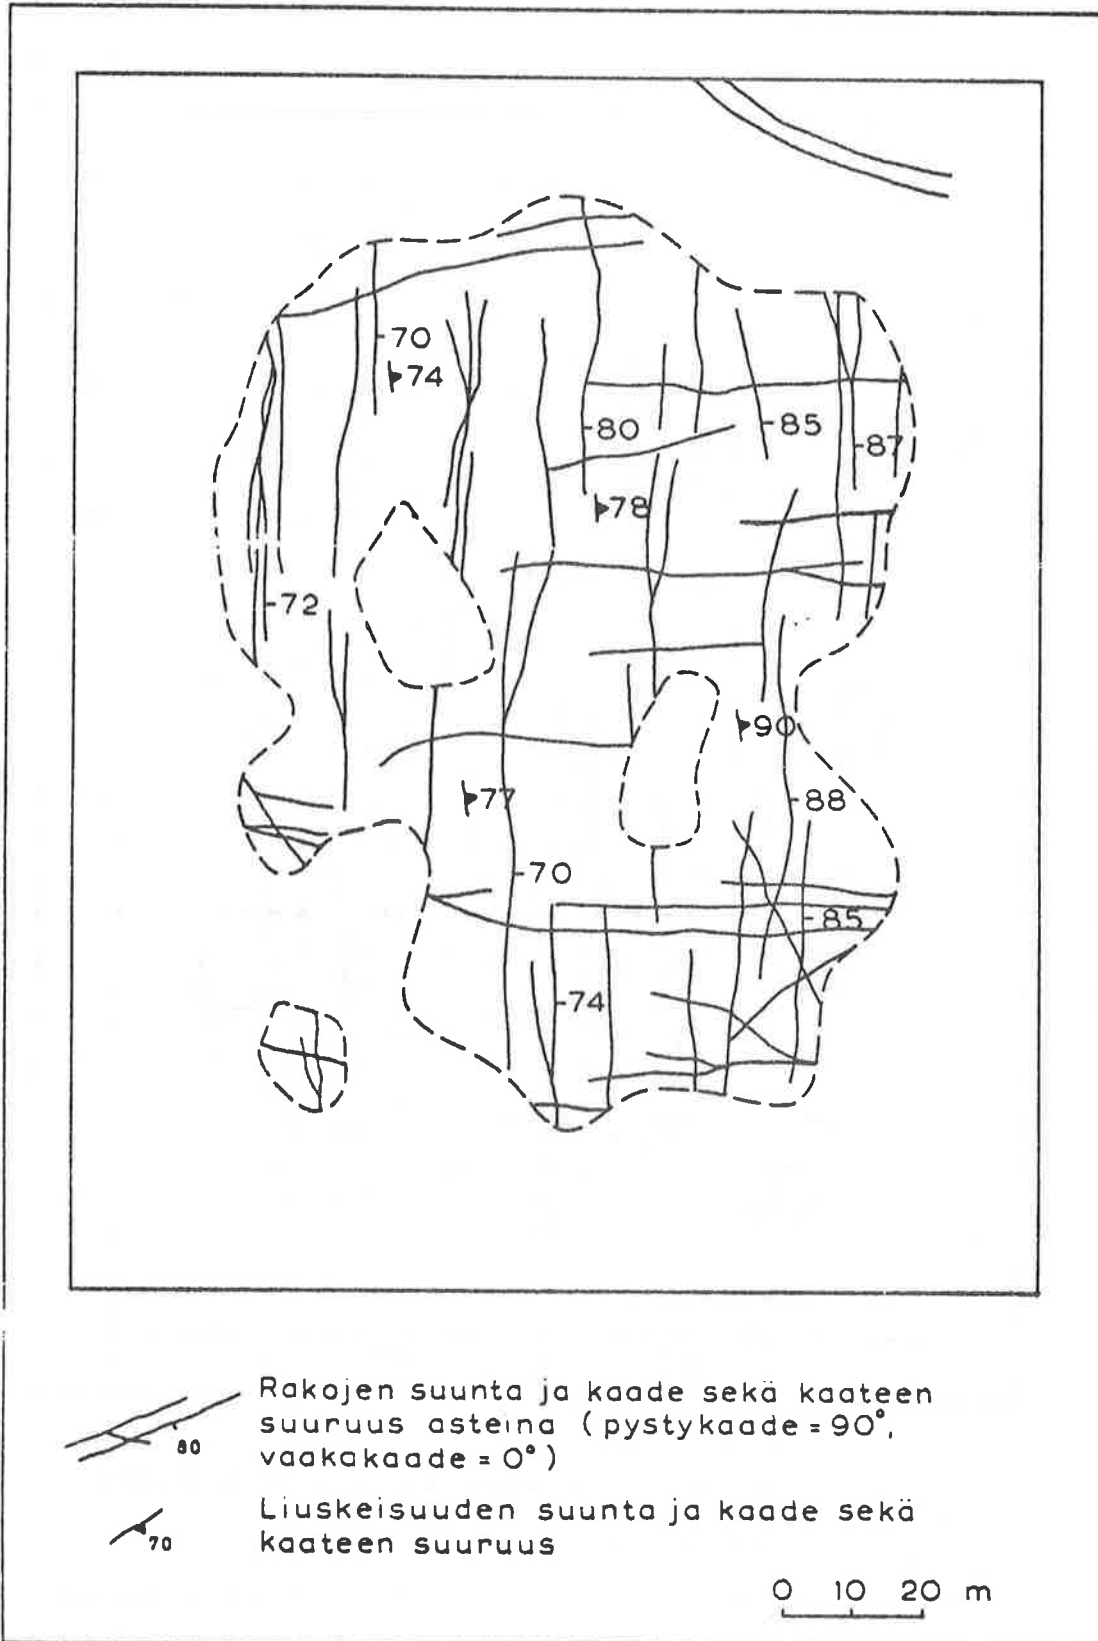 70
74
80
85
87
78
72
90
77
88
70
85
74
Rakojen suunta ja kaade sekä kaateen
suuruus asteina ( pystykaade = 90°,
vaakakaade = 0° )
80
Liuskeisuuden suunta ja kaade sekä
kaateen suuruus
70
0 10 20 m